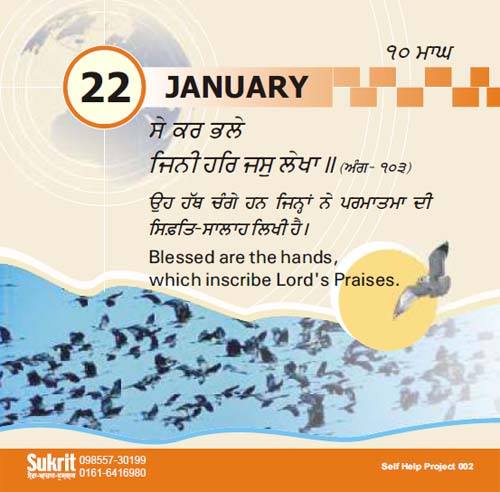 ੧੦ ਮਾਘ
22 JANUARY
ਸੇ ਕਰ ਭਲੇ
ਜਿਨੀ ਹਰਿ ਜਸੁ ਲੇਖਾ ॥ (ਅੰਗ- ੧੦੩)
ਉਹ ਹੱਥ ਚੰਗੇ ਹਨ ਜਿਨ੍ਹਾਂ ਨੇ ਪਰਮਾਤਮਾ ਦੀ
ਸਿਫ਼ਤਿ-ਸਾਲਾਹ ਲਿਖੀ ਹੈ।
Blessed are the hands,
which inscribe Lord's Praises.
Sukrit 098557-30199
0161-6416980
Self Help Project 002